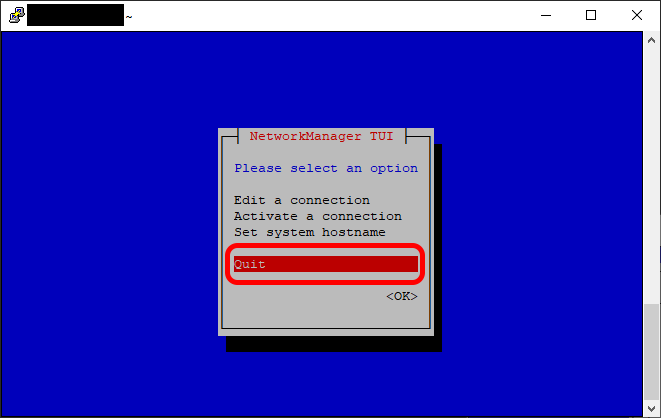 ~
NetworkManager TUI
Please select an option
Edit a connection
Activate a connection
Set system hostname
Quit
<OK>